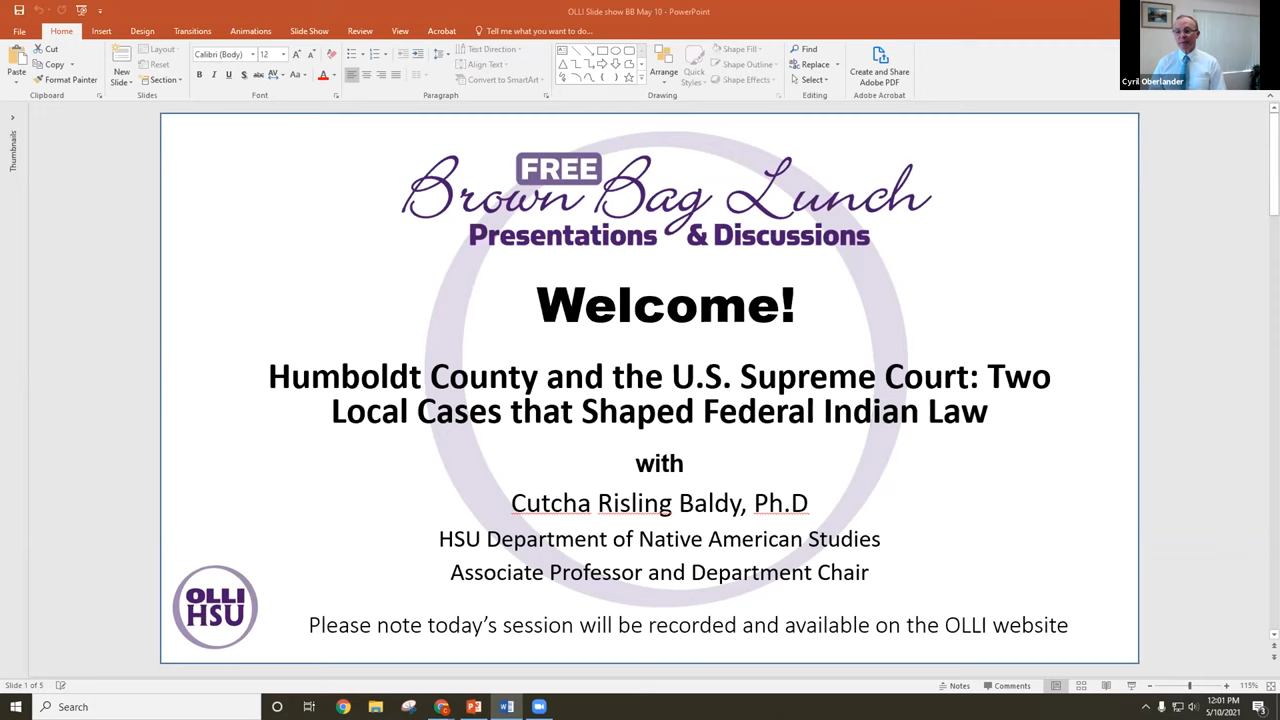 OLLI Slide show BB May 10 - PowerPoint
File Home Insert Design Transitions Animations Slide Show Review View Acrobat Tell me what you want to do...
Paste
Cut
Copy
Format Painter
Clipboard
New
Slide
Layout
Reset
Section
Slides
Calibri (Body) 12
Font
Text Direction
Align Text
Convert to SmartArt
Paragraph
Arrange
Quick
Styles
Shape Fill
Shape Outline
Shape Effects
Drawing
Find
Replace
Select
Editing
Create and Share
Adobe PDF
Adobe Acrobat
Cyril Oberlander
Thumbnails
FREE
Brown Bag Lunch
Presentations & Discussions
Welcome!
Humboldt County and the U.S. Supreme Court: Two
Local Cases that Shaped Federal Indian Law
with
Cutcha Risling Baldy, Ph.D
HSU Department of Native American Studies
Associate Professor and Department Chair
OLLI
HSU
Please note today's session will be recorded and available on the OLLI website
Slide 1 of 5
Notes Comments 115%
Search
12:01 PM
5/10/2021